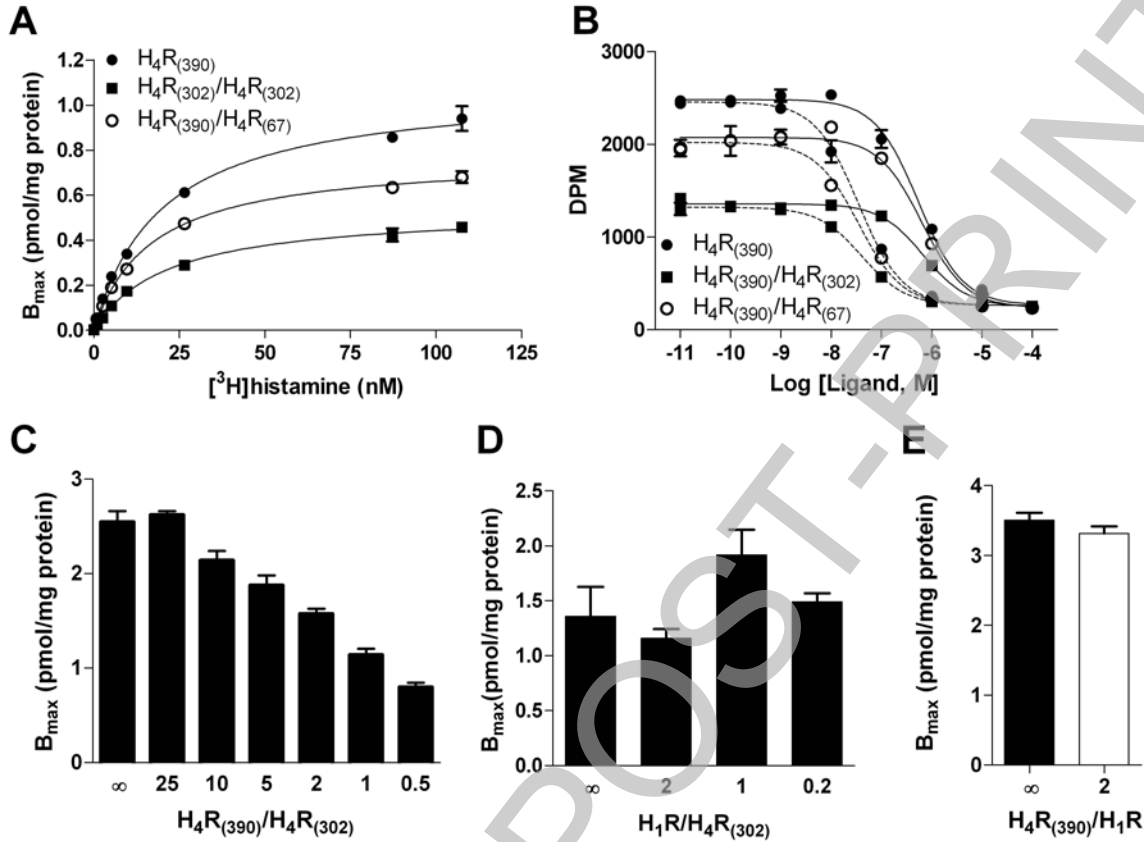 A
H4R(390)
H4R(302)/H4R(302)
H4R(390)/H4R(67)
Bmax (pmol/mg protein)
1.2
1.0
0.8
0.6
0.4
0.2
0.0
0 25 50 75 100 125
[3H]histamine (nM)
B
DPM
3000
2000
1000
0
H4R(390)
H4R(390)/H4R(302)
H4R(390)/H4R(67)
-11 -10 -9 -8 -7 -6 -5 -4
Log [Ligand, M]
C
Bmax (pmol/mg protein)
3
2
1
0
∞ 25 10 5 2 1 0.5
H4R(390)/H4R(302)
D
Bmax(pmol/mg protein)
2.5
2.0
1.5
1.0
0.5
0.0
∞ 2 1 0.2
H1R/H4R(302)
E
Bmax (pmol/mg protein)
4
3
2
1
0
∞ 2
H4R(390)/H1R
POST-PRINT